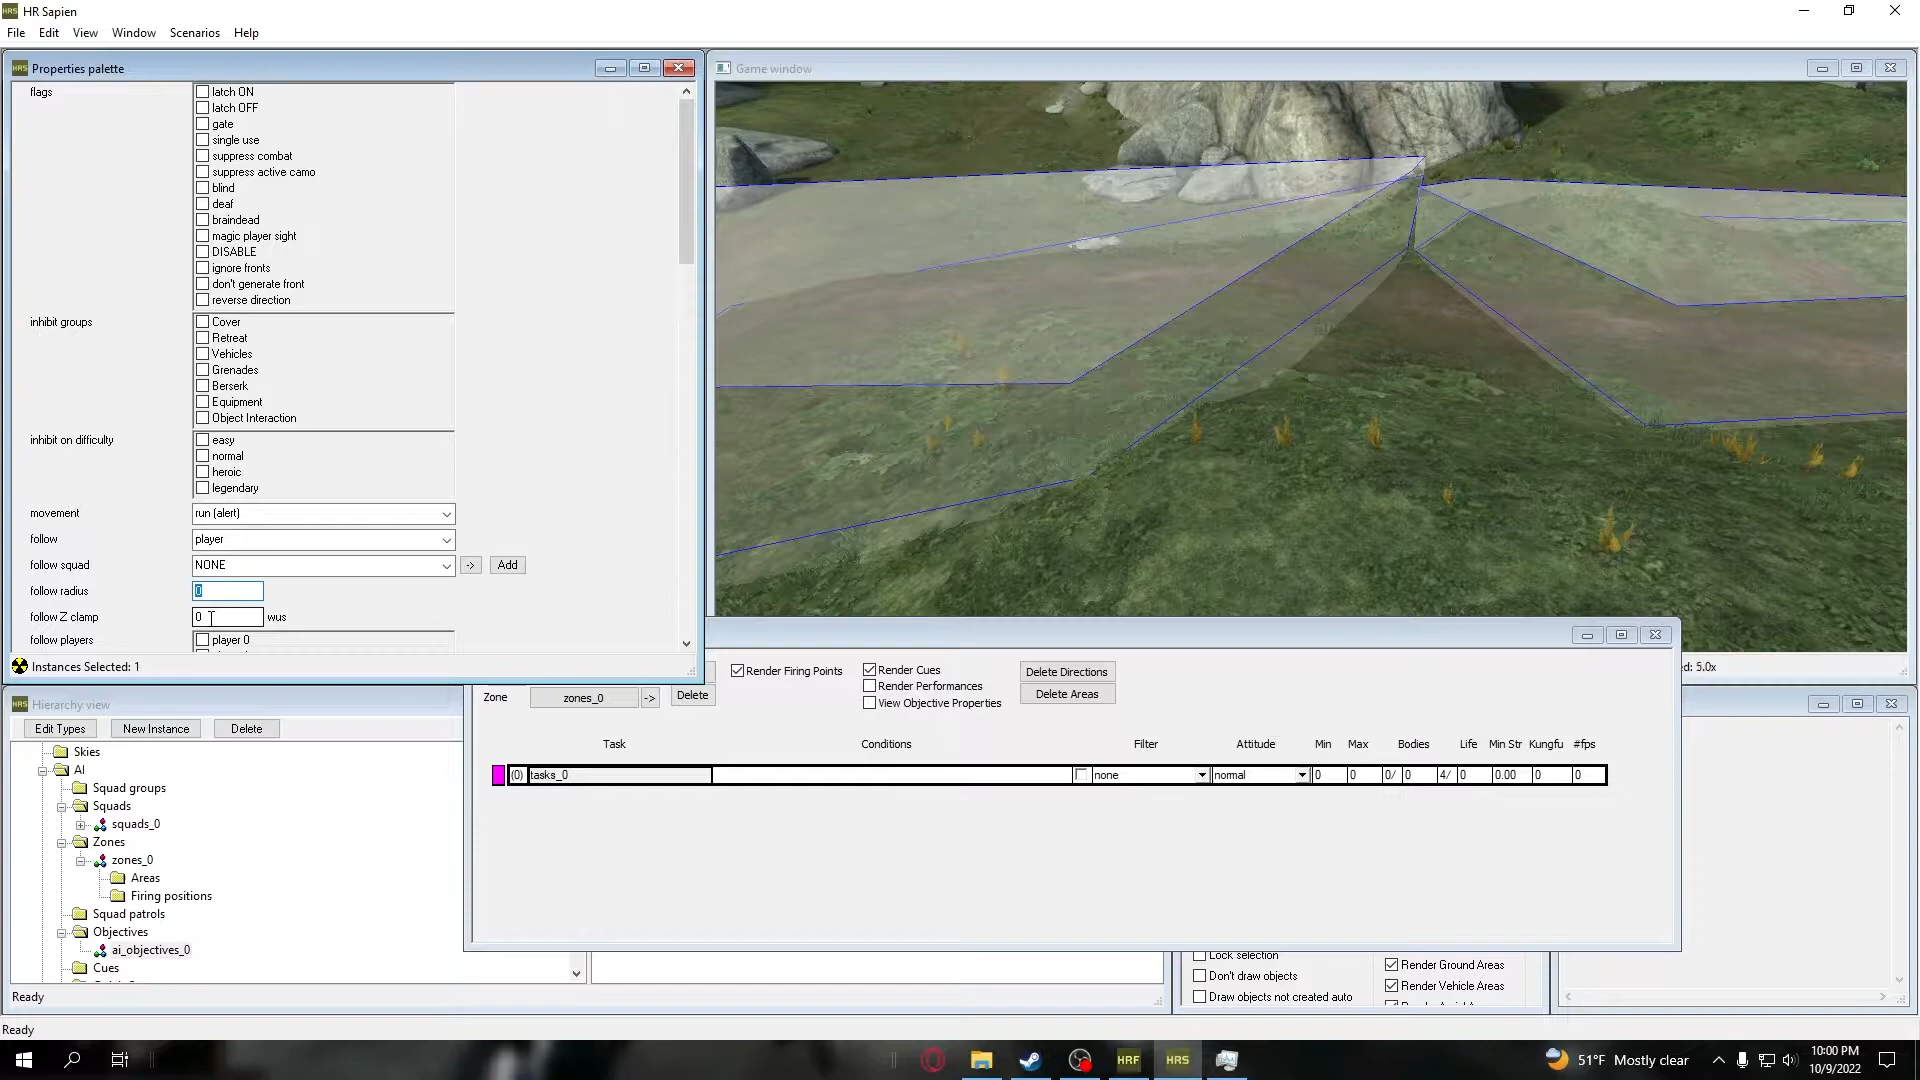 HRS HR Sapien
File Edit View Window Scenarios Help
HRS Properties palette
flags
latch ON
latch OFF
gate
single use
suppress combat
suppress active camo
blind
deaf
braindead
magic player sight
DISABLE
ignore fronts
don't generate front
reverse direction
inhibit groups
Cover
Retreat
Vehicles
Grenades
Berserk
Equipment
Object Interaction
inhibit on difficulty
easy
normal
heroic
legendary
movement run (alert)
follow player
follow squad NONE -> Add
follow radius 0
follow Z clamp 0 wus
follow players player 0
Instances Selected: 1
Game window
d: 5.0x
Render Firing Points Render Cues Delete Directions
Zone zones_0 -> Delete Render Performances Delete Areas
View Objective Properties
Task Conditions Filter Attitude Min Max Bodies Life Min Str Kungfu #fps
(0) tasks_0 none normal 0 0 0/ 0 4/ 0 0.00 0 0
HRS Hierarchy view
Edit Types New Instance Delete
Skies
AI
Squad groups
Squads
squads_0
Zones
zones_0
Areas
Firing positions
Squad patrols
Objectives
ai_objectives_0
Cues
Ready
Lock selection
Don't draw objects
Draw objects not created auto
Render Ground Areas
Render Vehicle Areas
Ready
HRF HRS
51°F Mostly clear
10:00 PM
10/9/2022